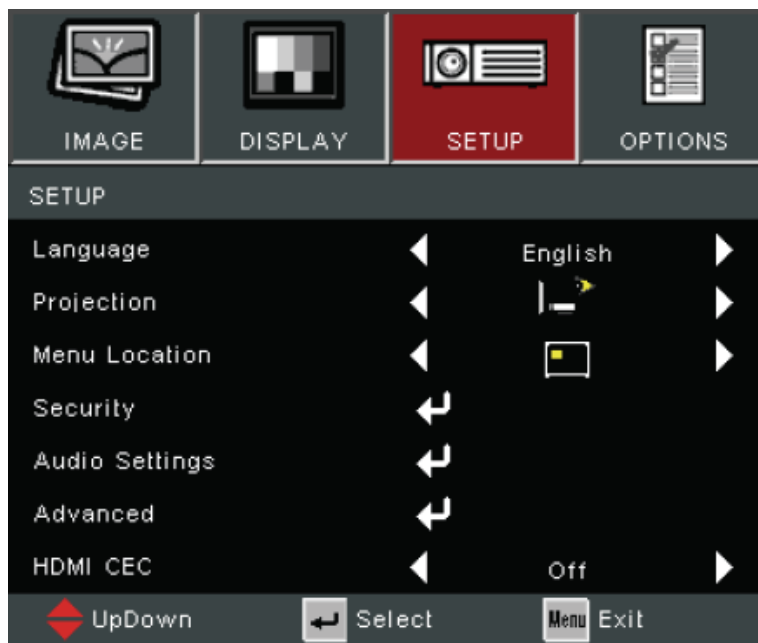 IMAGE DISPLAY SETUP OPTIONS
SETUP
Language English
Projection
Menu Location
Security
Audio Settings
Advanced
HDMI CEC Off
UpDown Select Menu Exit